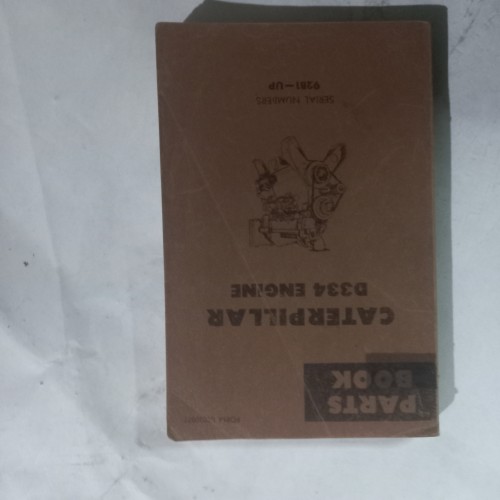 PARTS
BOOK
CATERPILLAR
D334 ENGINE
SERIAL NUMBERS
92B1—UP